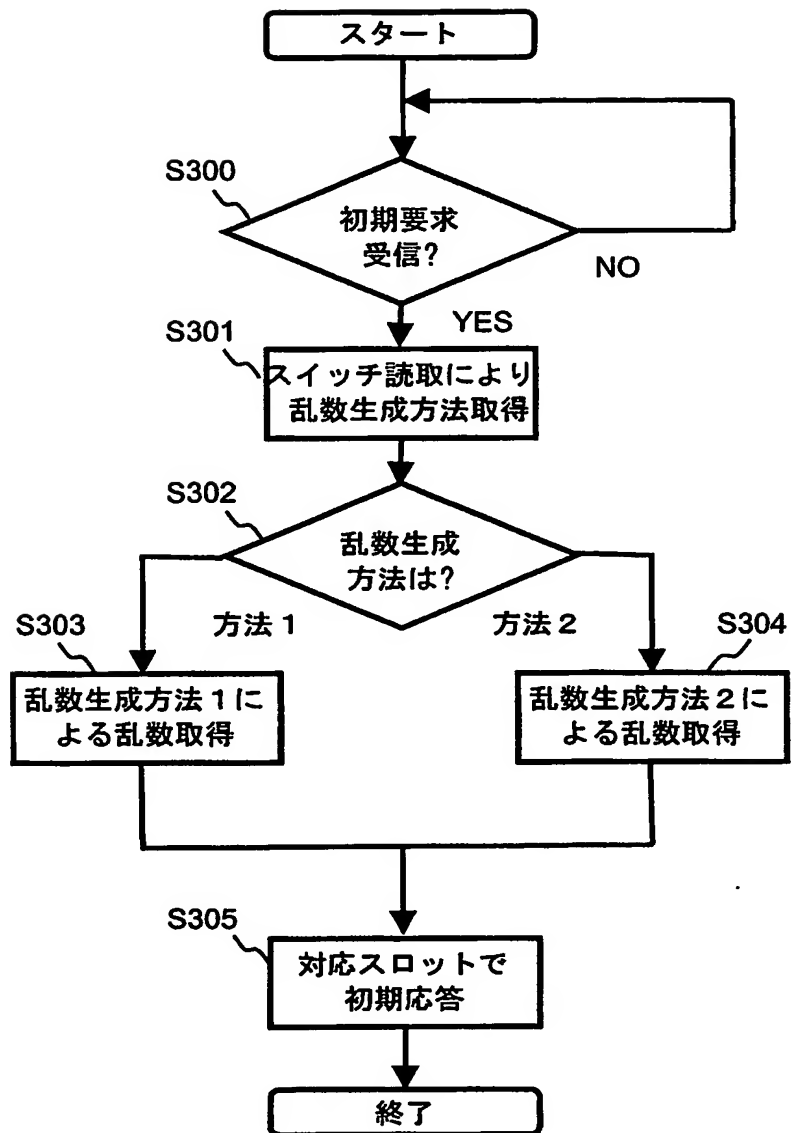 スタート
S300
初期要求
受信?
NO
YES
S301
スイッチ読取により
乱数生成方法取得
S302
乱数生成
方法は?
方法1
方法2
S303
乱数生成方法1に
よる乱数取得
S304
乱数生成方法2に
よる乱数取得
S305
対応スロットで
初期応答
終了